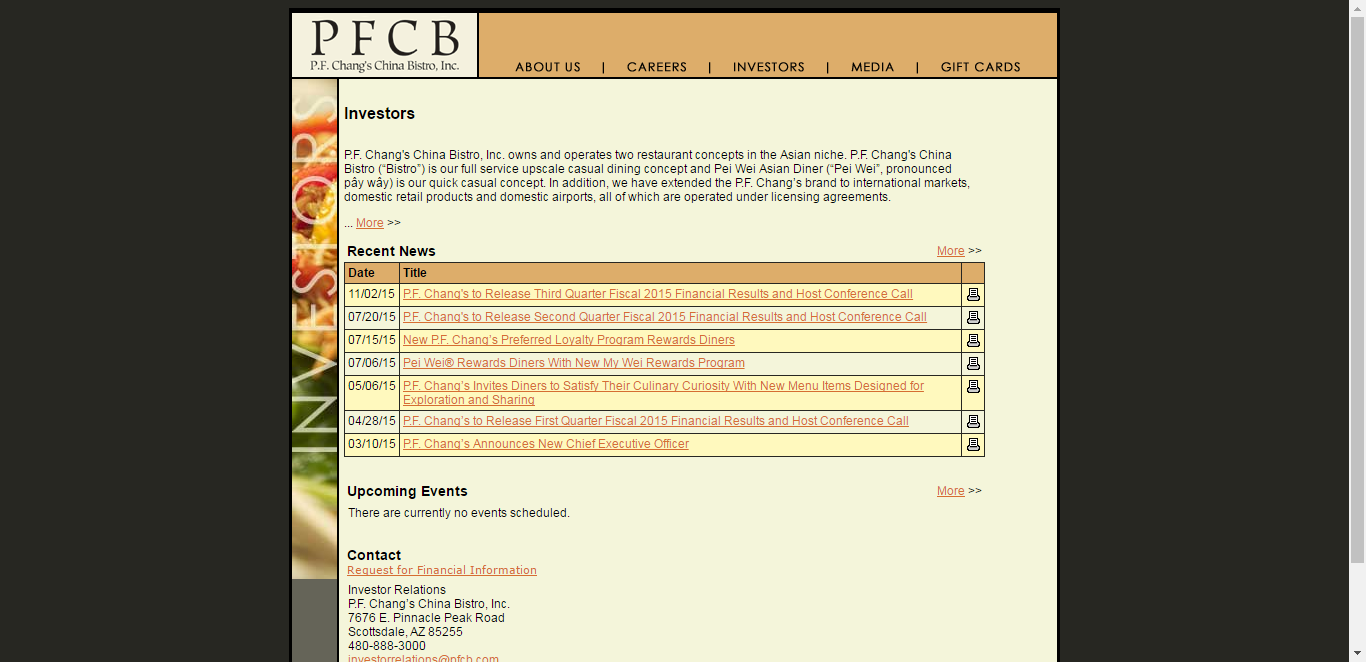 PFCB
P.F. Chang's China Bistro, Inc.
ABOUT US | CAREERS | INVESTORS | MEDIA | GIFT CARDS
INVESTORS
Investors
P.F. Chang's China Bistro, Inc. owns and operates two restaurant concepts in the Asian niche. P.F. Chang's China
Bistro (“Bistro”) is our full service upscale casual dining concept and Pei Wei Asian Diner (“Pei Wei”, pronounced
pây wây) is our quick casual concept. In addition, we have extended the P.F. Chang’s brand to international markets,
domestic retail products and domestic airports, all of which are operated under licensing agreements.
... More >>
Recent News More >>
Date Title
11/02/15 P.F. Chang's to Release Third Quarter Fiscal 2015 Financial Results and Host Conference Call
07/20/15 P.F. Chang's to Release Second Quarter Fiscal 2015 Financial Results and Host Conference Call
07/15/15 New P.F. Chang’s Preferred Loyalty Program Rewards Diners
07/06/15 Pei Wei® Rewards Diners With New My Wei Rewards Program
05/06/15 P.F. Chang’s Invites Diners to Satisfy Their Culinary Curiosity With New Menu Items Designed for
Exploration and Sharing
04/28/15 P.F. Chang’s to Release First Quarter Fiscal 2015 Financial Results and Host Conference Call
03/10/15 P.F. Chang’s Announces New Chief Executive Officer
Upcoming Events More >>
There are currently no events scheduled.
Contact
Request for Financial Information
Investor Relations
P.F. Chang’s China Bistro, Inc.
7676 E. Pinnacle Peak Road
Scottsdale, AZ 85255
480-888-3000
investorrelations@pfcb.com